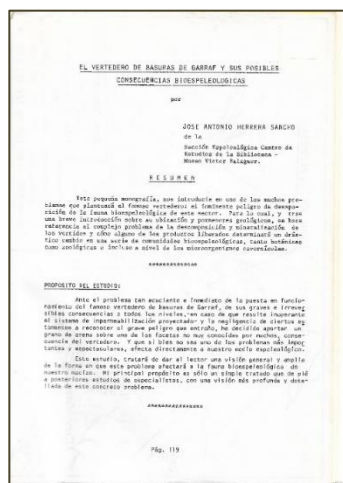 EL VERTEDERO DE BASURAS DE GARRAF Y SUS POSIBLES
CONSECUENCIAS BIOESPELEOLOGICAS
por
JOSE ANTONIO HERRERA SANCHO
de la
Sección Espeleológica Centro de
Estudios de la Biblioteca -
Museo Víctor Balaguer.
R E S U M E N
Esta pequeña monografía, nos introducie en uno de los muchos pro-
blemas que planteará el famoso vertedero: el inminente peligro de desapa-
rición de la fauna bioespeleológica de este sector. Para lo cual, y tras
una breve introducción sobre su ubicación y pormenores geológicos, se hace
referencia al complejo problema de la descomposición y mineralización de
los vertidos y cómo alguno de los productos liberados determinará un drás-
tico cambio en una serie de comunidades bioespeleológicas, tanto botánicas
como zoológicas e incluso a nivel de los microorganismos cavernícolas.
********************
PROPOSITO DEL ESTUDIO:
Ante el problema tan acuciante e inmediato de la puesta en funcio-
namiento del famoso vertedero de Basuras de Garraf, de sus graves e irrever
sibles consecuencias a todos los niveles, en caso de que resulte inoperante
el sistema de impermeabilización proyectado y la negligencia de ciertos es
tamentos a reconocer el grave peligro que entraña, he decidido aportar un
grano de arena sobre una de las facetas no muy conocidas por muchos, conse-
cuencia del vertedero. Y que si bien no sea uno de los problemas más impor
tantes y espectaculares, afecta directamente a nuestro medio espeleológico.
Este estudio, tratará de dar al lector una visión general y amplia
de la forma en que este problema afectará a la fauna bioespeleológica de
nuestro macizo. Mi principal propósito es sólo un simple tratado que de pié
a posteriores estudios de especialistas, con una visión más profunda y deta-
llada de este concreto problema.
********************
Pág. 119